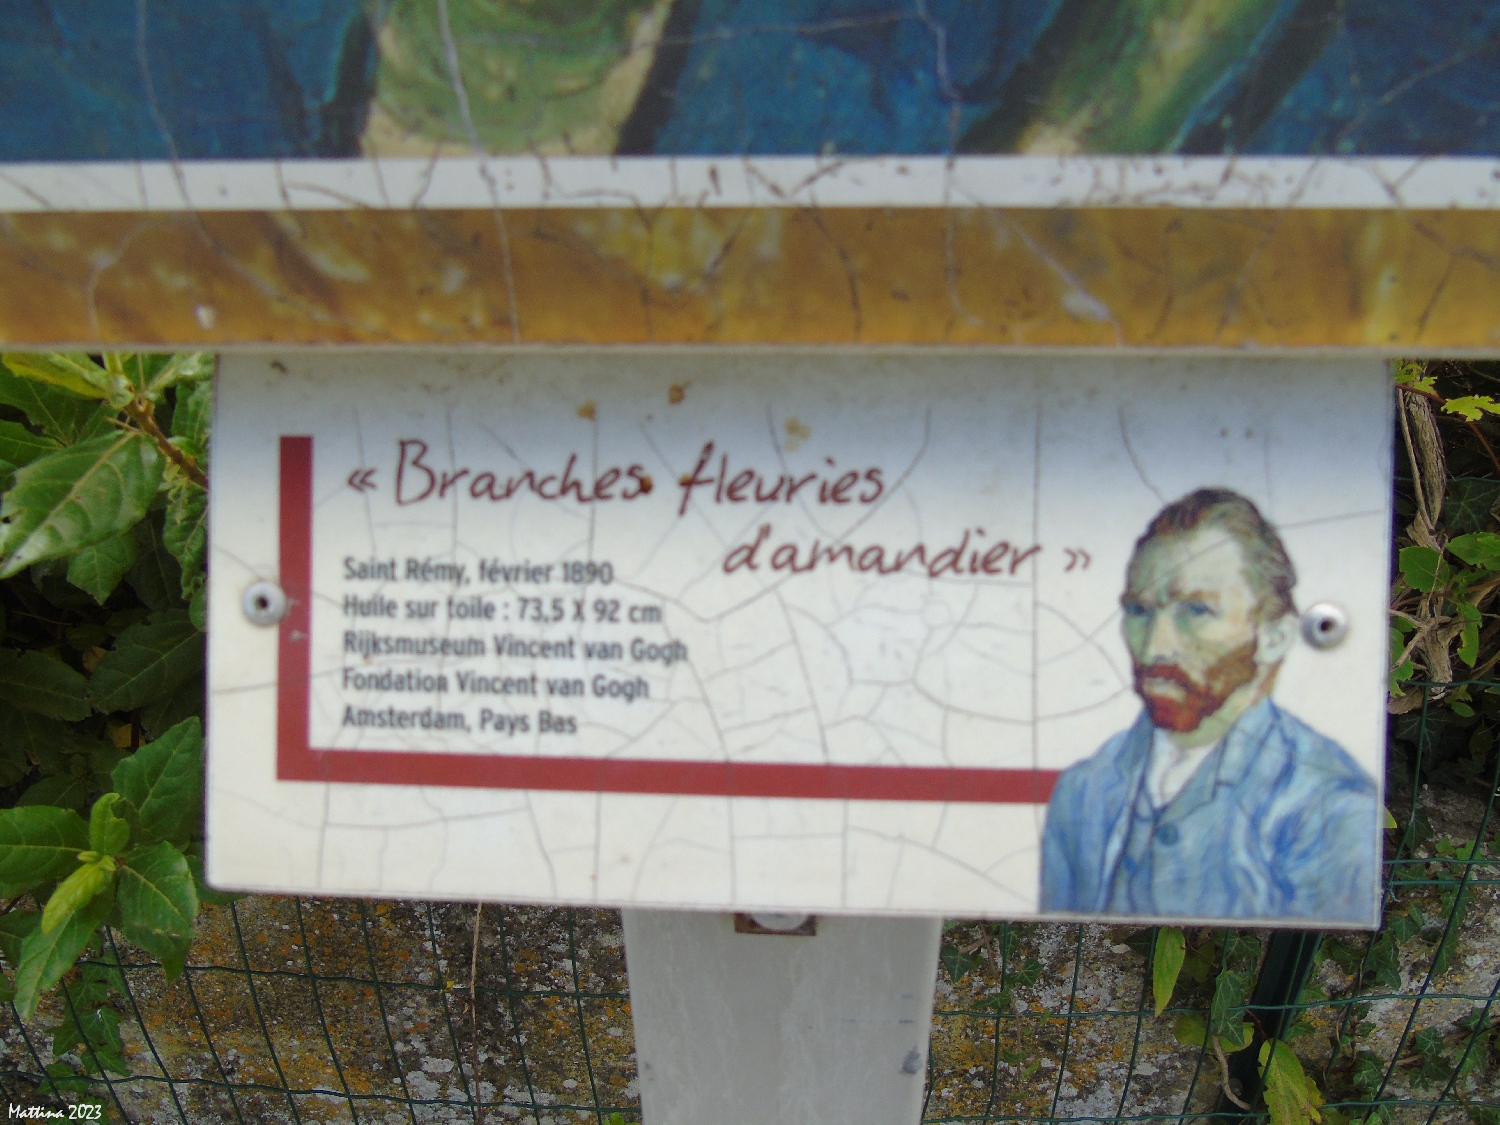 « Branches fleuries
d'amandier »
Saint Rémy, février 1890
Huile sur toile : 73,5 X 92 cm
Rijksmuseum Vincent van Gogh
Fondation Vincent van Gogh
Amsterdam, Pays Bas
Mattina 2023